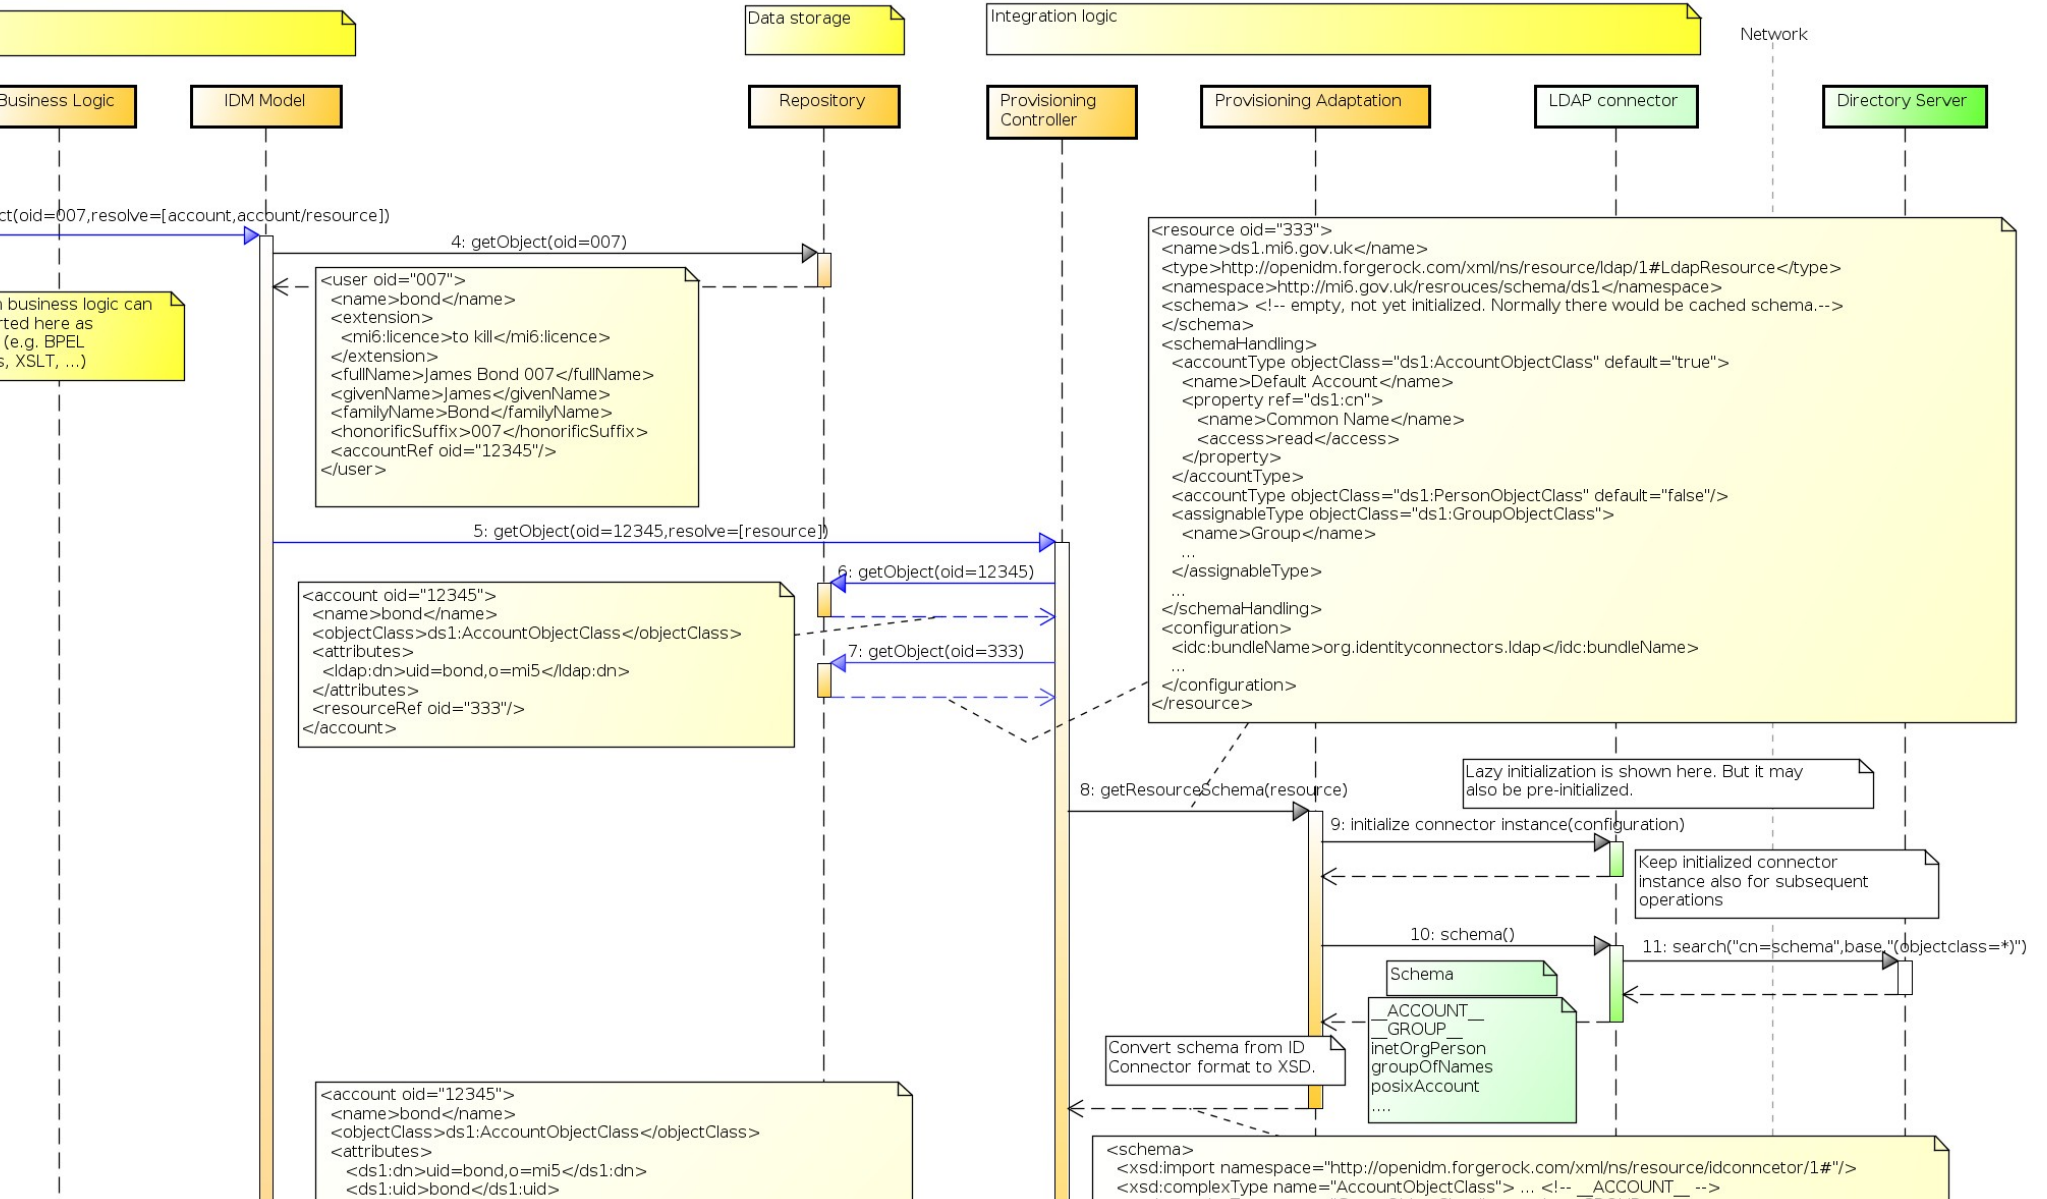 Data storage
Integration logic
Network
Business Logic
IDM Model
Repository
Provisioning
Controller
Provisioning Adaptation
LDAP connector
Directory Server
ct(oid=007,resolve=[account,account/resource])
4: getObject(oid=007)
business logic can
rted here as
(e.g. BPEL
s, XSLT, ...)
<user oid="007">
<name>bond</name>
<extension>
<mi6:licence>to kill</mi6:licence>
</extension>
<fullName>James Bond 007</fullName>
<givenName>James</givenName>
<familyName>Bond</familyName>
<honorificSuffix>007</honorificSuffix>
<accountRef oid="12345"/>
</user>
<resource oid="333">
<name>ds1.mi6.gov.uk</name>
<type>http://openidm.forgerock.com/xml/ns/resource/ldap/1#LdapResource</type>
<namespace>http://mi6.gov.uk/resrouces/schema/ds1</namespace>
<schema> <!-- empty, not yet initialized. Normally there would be cached schema.-->
</schema>
<schemaHandling>
<accountType objectClass="ds1:AccountObjectClass" default="true">
<name>Default Account</name>
<property ref="ds1:cn">
<name>Common Name</name>
<access>read</access>
</property>
</accountType>
<accountType objectClass="ds1:PersonObjectClass" default="false"/>
<assignableType objectClass="ds1:GroupObjectClass">
<name>Group</name>
...
</assignableType>
...
</schemaHandling>
<configuration>
<idc:bundleName>org.identityconnectors.ldap</idc:bundleName>
...
</configuration>
</resource>
5: getObject(oid=12345,resolve=[resource])
6: getObject(oid=12345)
<account oid="12345">
<name>bond</name>
<objectClass>ds1:AccountObjectClass</objectClass>
<attributes>
<ldap:dn>uid=bond,o=mi5</ldap:dn>
</attributes>
<resourceRef oid="333"/>
</account>
7: getObject(oid=333)
8: getResourceSchema(resource)
Lazy initialization is shown here. But it may
also be pre-initialized.
9: initialize connector instance(configuration)
Keep initialized connector
instance also for subsequent
operations
10: schema()
11: search("cn=schema",base,"(objectclass=*)")
Schema
__ACCOUNT__
__GROUP__
inetOrgPerson
groupOfNames
posixAccount
....
Convert schema from ID
Connector format to XSD.
<account oid="12345">
<name>bond</name>
<objectClass>ds1:AccountObjectClass</objectClass>
<attributes>
<ds1:dn>uid=bond,o=mi5</ds1:dn>
<ds1:uid>bond</ds1:uid>
<schema>
<xsd:import namespace="http://openidm.forgerock.com/xml/ns/resource/idconncetor/1#"/>
<xsd:complexType name="AccountObjectClass"> ... <!-- __ACCOUNT__ -->